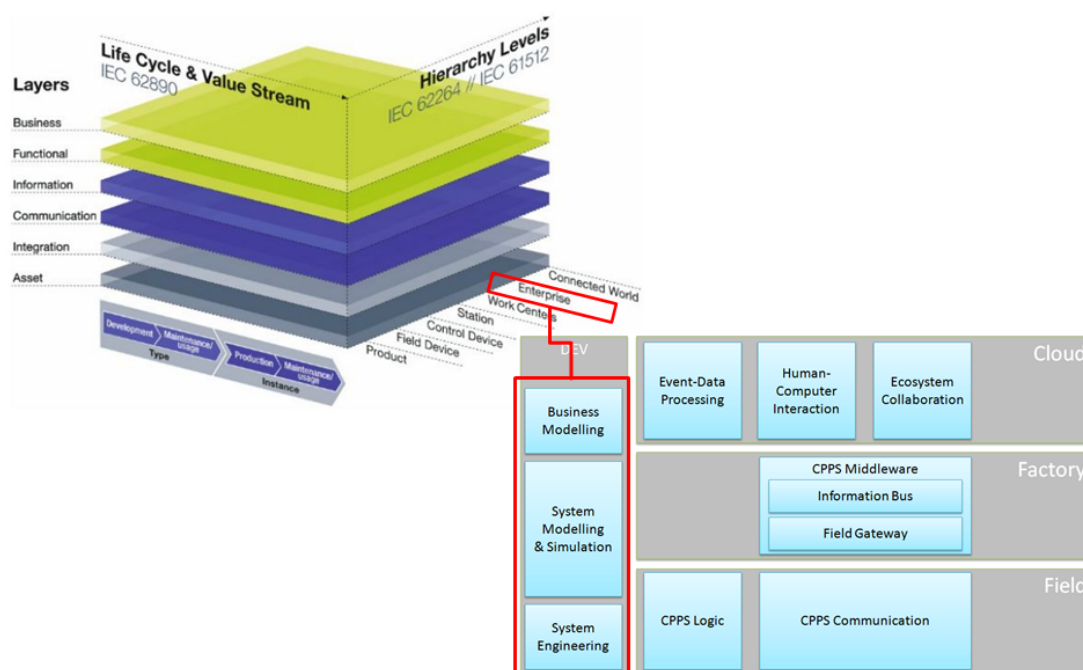 Life Cycle & Value Stream
IEC 62890
Hierarchy Levels
IEC 62264 // IEC 61512
Layers
Business
Functional
Information
Communication
Integration
Asset
Connected World
Enterprise
Work Centers
Station
Control Device
Field Device
Product
Development
Maintenance/
usage
Production
Maintenance/
usage
Type
Instance
DEV
Business
Modelling
System
Modelling
& Simulation
System
Engineering
Cloud
Event-Data
Processing
Human-
Computer
Interaction
Ecosystem
Collaboration
Factory
CPPS Middleware
Information Bus
Field Gateway
Field
CPPS Logic
CPPS Communication